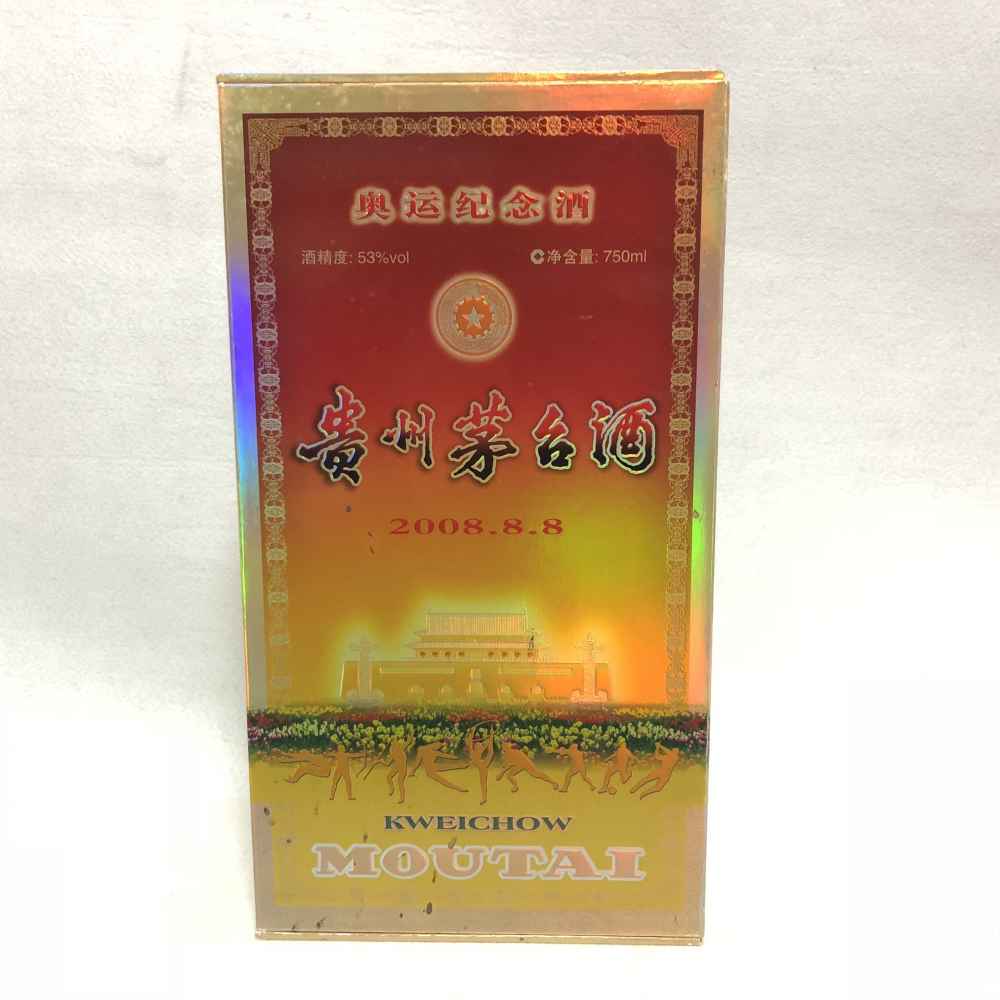 奥运纪念酒
酒精度: 53%vol
C净含量: 750ml
贵州茅台酒
2008.8.8
KWEICHOW
MOUTAI